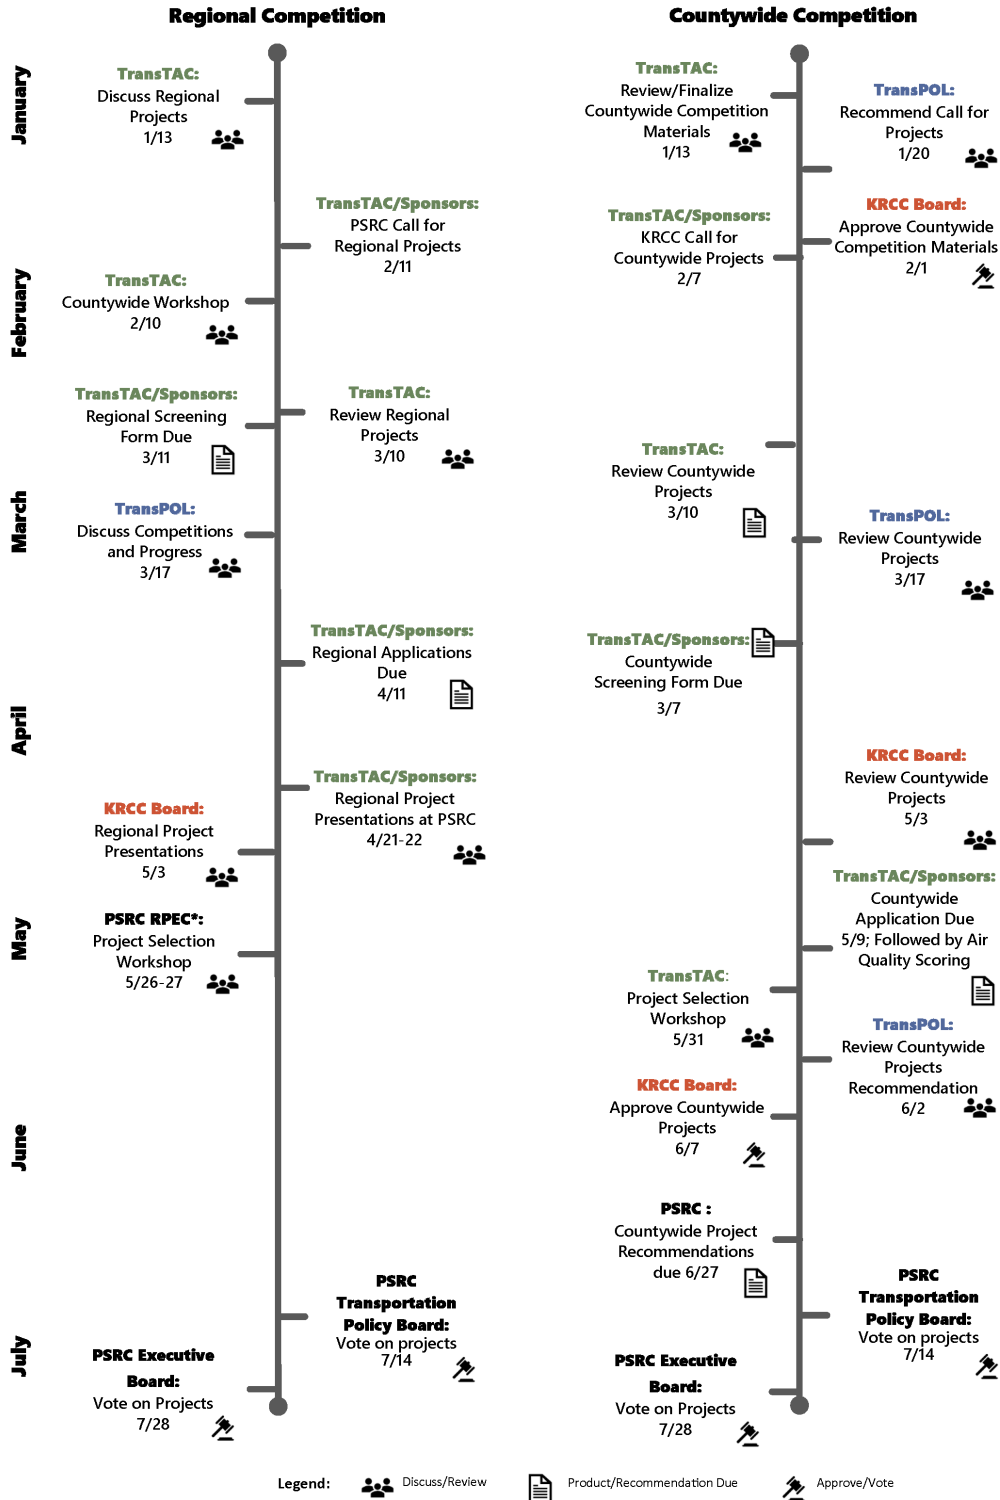 Regional Competition
Countywide Competition
January
February
March
April
May
June
July
TransTAC:
Discuss Regional
Projects
1/13
TransTAC/Sponsors:
PSRC Call for
Regional Projects
2/11
TransTAC:
Countywide Workshop
2/10
TransTAC/Sponsors:
Regional Screening
Form Due
3/11
TransTAC:
Review Regional
Projects
3/10
TransPOL:
Discuss Competitions
and Progress
3/17
TransTAC/Sponsors:
Regional Applications
Due
4/11
TransTAC/Sponsors:
Regional Project
Presentations at PSRC
4/21-22
KRCC Board:
Regional Project
Presentations
5/3
PSRC RPEC*:
Project Selection
Workshop
5/26-27
PSRC
Transportation
Policy Board:
Vote on projects
7/14
PSRC Executive
Board:
Vote on Projects
7/28
TransTAC:
Review/Finalize
Countywide Competition
Materials
1/13
TransPOL:
Recommend Call for
Projects
1/20
KRCC Board:
Approve Countywide
Competition Materials
2/1
TransTAC/Sponsors:
KRCC Call for
Countywide Projects
2/7
TransTAC:
Review Countywide
Projects
3/10
TransPOL:
Review Countywide
Projects
3/17
TransTAC/Sponsors:
Countywide
Screening Form Due
3/7
KRCC Board:
Review Countywide
Projects
5/3
TransTAC/Sponsors:
Countywide
Application Due
5/9; Followed by Air
Quality Scoring
TransTAC:
Project Selection
Workshop
5/31
TransPOL:
Review Countywide
Projects
Recommendation
6/2
KRCC Board:
Approve Countywide
Projects
6/7
PSRC :
Countywide Project
Recommendations
due 6/27
PSRC
Transportation
Policy Board:
Vote on projects
7/14
PSRC Executive
Board:
Vote on Projects
7/28
Legend:
Discuss/Review
Product/Recommendation Due
Approve/Vote